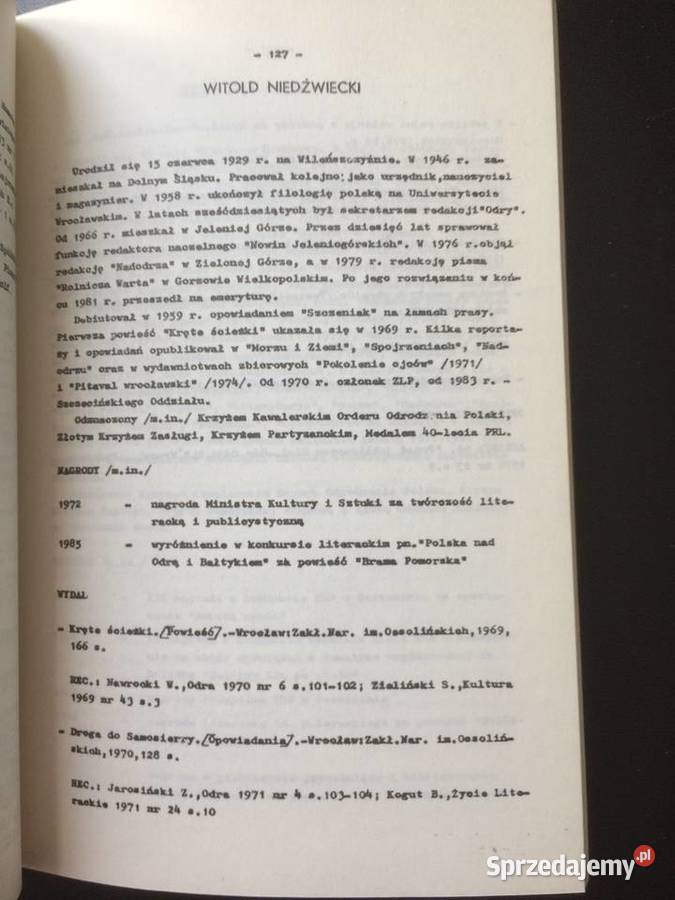 - 127 -
WITOLD NIEDŹWIECKI
Urodził się 15 czerwca 1929 r. na Wileńszczyźnie. W 1946 r. za-
mieszkał na Dolnym Śląsku. Pracował kolejno: jako urzędnik, nauczyciel
i magazynier. W 1958 r. ukończył filologię polską na Uniwersytecie
Wrocławskim. W latach sześćdziesiątych był sekretarzem redakcji "Odry".
Od 1966 r. mieszkał w Jeleniej Górze. Przez dziesięć lat sprawował
funkcję redaktora naczelnego "Nowin Jeleniogórskich". W 1976 r. objął
redakcję "Nadodrza" w Zielonej Górze, a w 1979 r. redakcję pisma
"Rolnicza Warta" w Gorzowie Wielkopolskim. Po jego rozwiązaniu w koń-
cu 1981 r. przeszedł na emeryturę.
Debiutował w 1959 r. opowiadaniem "Szczeniak" na łamach prasy.
Pierwsza powieść "Kręte ścieżki" ukazała się w 1969 r. Kilka reporta-
ży i opowiadań opublikował w "Morzu i Ziemi", "Spojrzeniach", "Nad-
odrzu" oraz w wydawnictwach zbiorowych "Pokolenie ojców" /1971/
i "Pitaval wrocławski" /1974/. Od 1970 r. członek ZLP, od 1983 r. -
Szczecińskiego Oddziału.
Odznaczony /m.in./ Krzyżem Kawalerskim Orderu Odrodzenia Polski,
Złotym Krzyżem Zasługi, Krzyżem Partyzanckim, Medalem 40-lecia PRL.
NAGRODY /m.in./
1972 - nagroda Ministra Kultury i Sztuki za twórczość lite-
racką i publicystyczną
1985 - wyróżnienie w konkursie literackim pn. "Polska nad
Odrą i Bałtykiem" za powieść "Brama Pomorska"
WYDAŁ
- Kręte ścieżki. [Powieść]. -Wrocław: Zakł. Nar. im. Ossolińskich, 1969,
166 s.
REC.: Nawrocki W., Odra 1970 nr 6 s.101-102; Zieliński S., Kultura
1969 nr 43 s.3
- Droga do Samosierry. [Opowiadania]. -Wrocław: Zakł. Nar. im. Ossoliń-
skich, 1970, 128 s.
REC.: Jarosiński Z., Odra 1971 nr 4 s.103-104; Kogut B., Życie Lite-
rackie 1971 nr 24 s.10
Sprzedajemy.pl